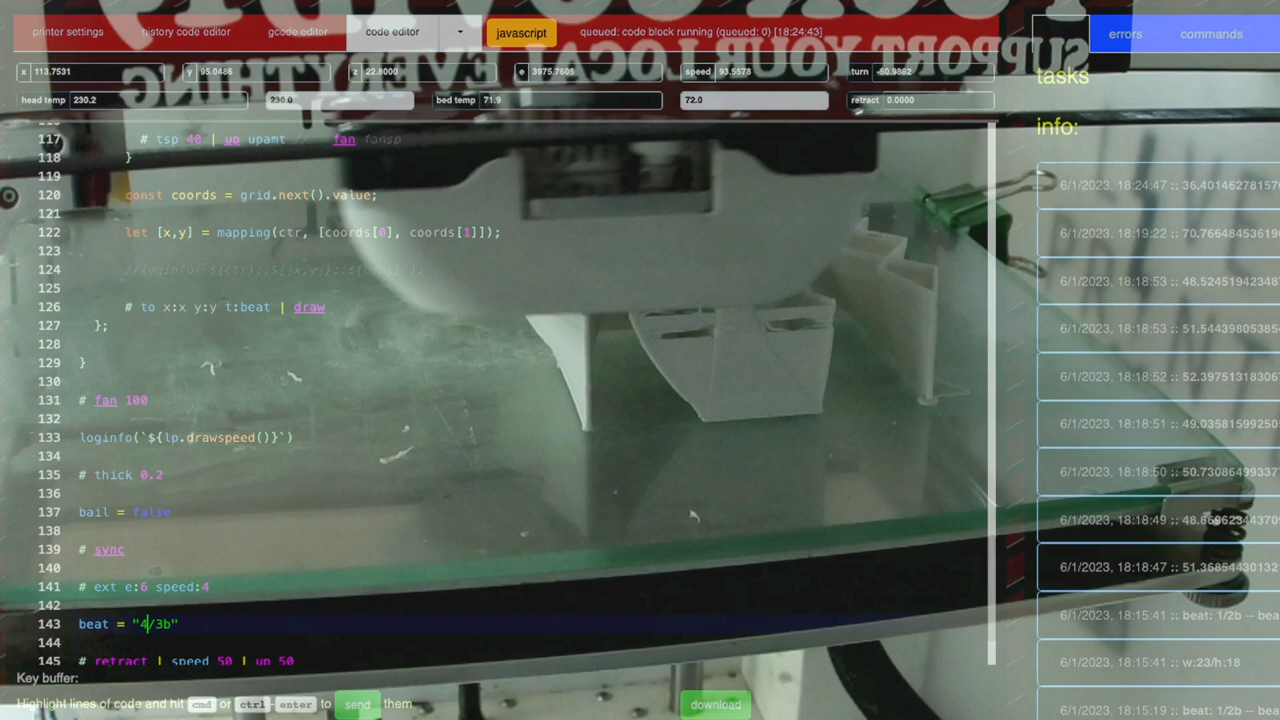 printer settings history code editor gcode editor code editor javascript queued: code block running (queued: 0) [18:24:43] errors commands
SUPPORT YOUR LOCAL EVERYTHING
x 113.7531 y 95.0486 z 22.8000 e 3975.7605 speed 93.5578 turn -50.9862
head temp 230.2 230.0 bed temp 71.9 72.0 retract 0.0000
tasks
info:
117 # tsp 40 | up upamt // fan fansp
118 }
119
120 const coords = grid.next().value;
121
122 let [x,y] = mapping(ctr, [coords[0], coords[1]]);
123
124
125
126 # to x:x y:y t:beat | draw
127 };
128
129 }
130
131 # fan 100
132
133 loginfo(`${lp.drawspeed()}`)
134
135 # thick 0.2
136
137 bail = false
138
139 # sync
140
141 # ext e:6 speed:4
142
143 beat = "4/3b"
144
145 # retract | speed 50 | up 50
6/1/2023, 18:24:47 :: 36.4014627815
6/1/2023, 18:19:22 :: 70.766484536
6/1/2023, 18:18:53 :: 48.524519423487
6/1/2023, 18:18:53 :: 51.54439805385
6/1/2023, 18:18:52 :: 52.39751318306
6/1/2023, 18:18:51 :: 49.03581599250
6/1/2023, 18:18:50 :: 50.73086499337
6/1/2023, 18:18:49 :: 48.86962344370
6/1/2023, 18:18:47 :: 51.36854430132
6/1/2023, 18:15:41 :: beat: 1/2b -- bea
6/1/2023, 18:15:41 :: w:23/h:18
6/1/2023, 18:15:19 :: beat: 1/2b -- bea
Key buffer:
Highlight lines of code and hit cmd or ctrl-enter to send them download